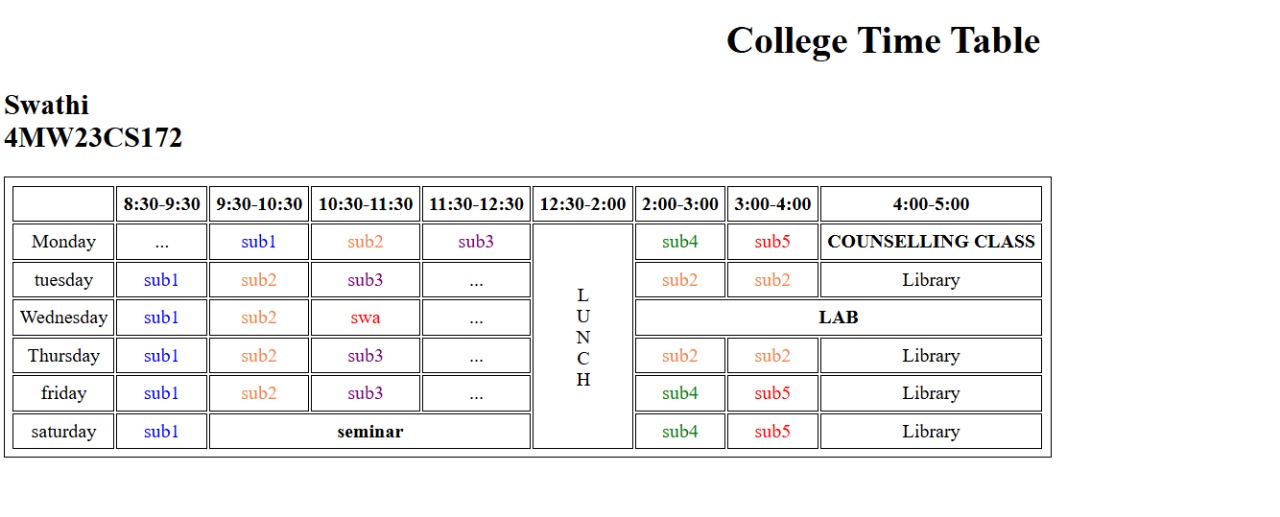 College Time Table
Swathi
4MW23CS172
8:30-9:30 9:30-10:30 10:30-11:30 11:30-12:30 12:30-2:00 2:00-3:00 3:00-4:00 4:00-5:00
Monday ... sub1 sub2 sub3 L U N C H sub4 sub5 COUNSELLING CLASS
tuesday sub1 sub2 sub3 ... sub2 sub2 Library
Wednesday sub1 sub2 swa ... LAB
Thursday sub1 sub2 sub3 ... sub2 sub2 Library
friday sub1 sub2 sub3 ... sub4 sub5 Library
saturday sub1 seminar sub4 sub5 Library